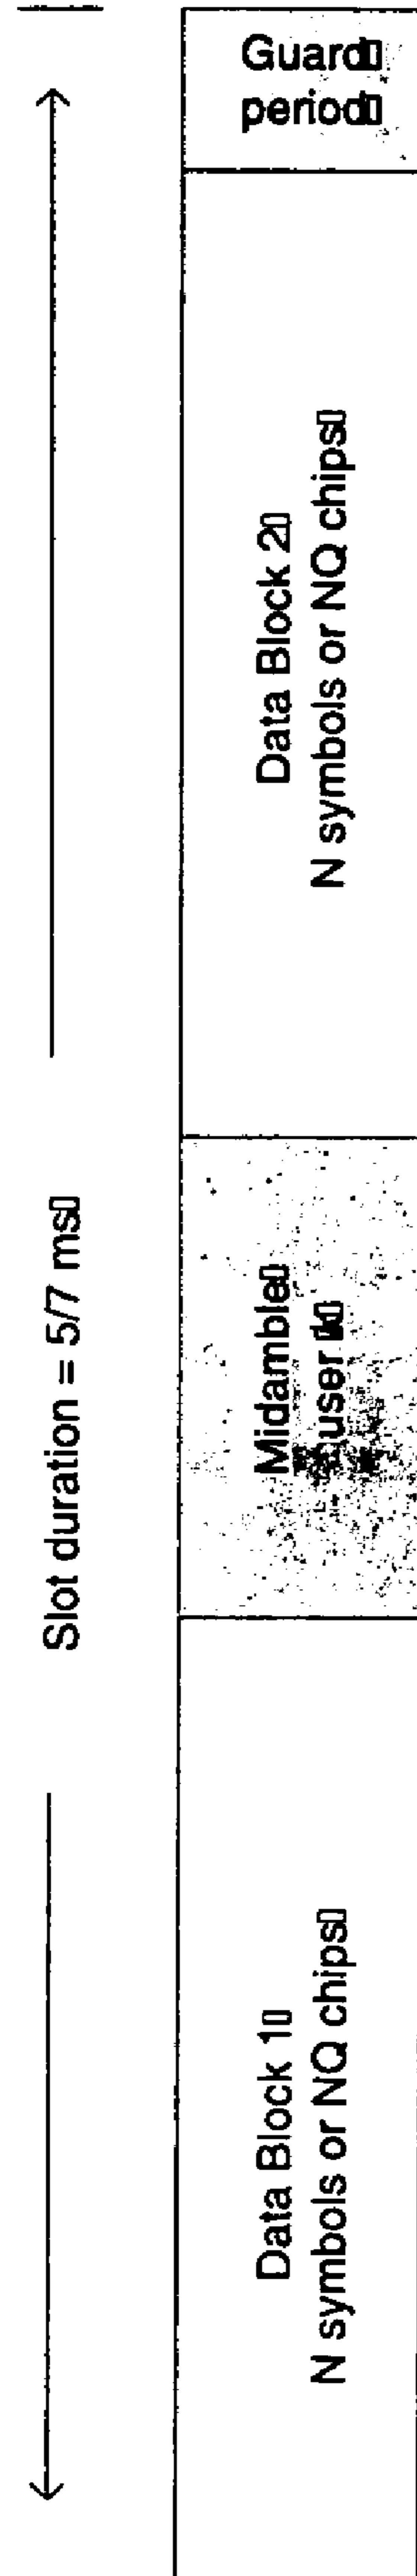 Slot duration = 5/7 ms
Data Block 1
N symbols or NQ chips
Midamble
user k
Data Block 2
N symbols or NQ chips
Guard
period